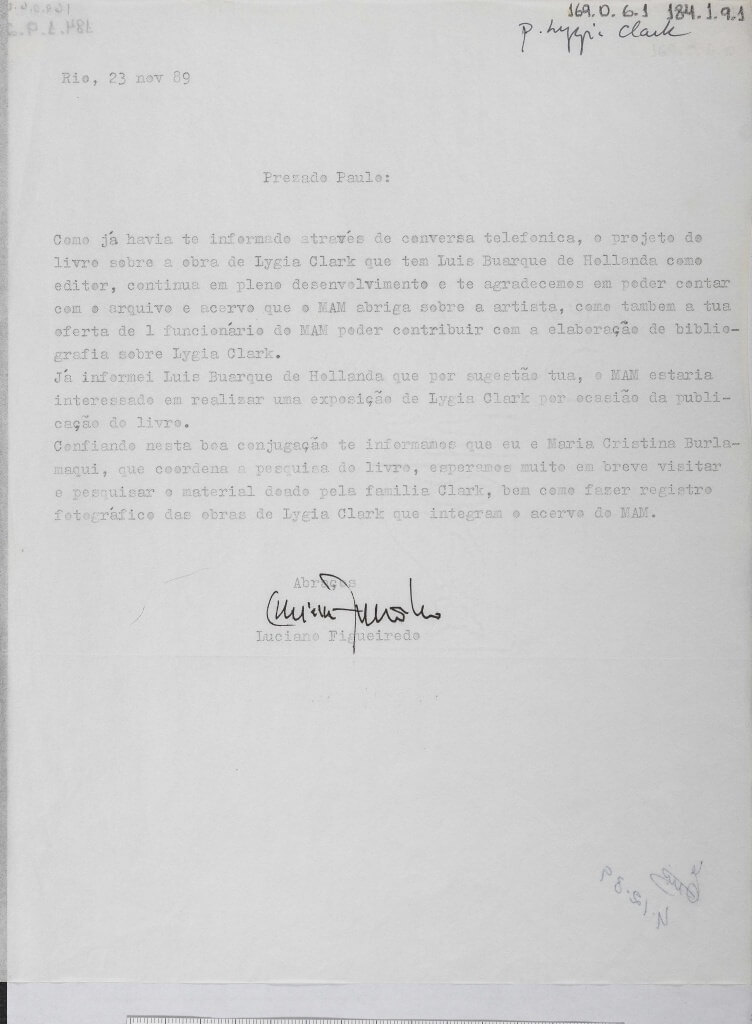 169.0.6-1 184.1.9.1
p. Lygia Clark
Rio, 23 nov 89
Prezado Paulo:
Como já havia te informado através de conversa telefonica, o projeto do
livro sobre a obra de Lygia Clark que tem Luis Buarque de Hollanda como
editor, continua em pleno desenvolvimento e te agradecemos em poder contar
com o arquivo e acervo que o MAM abriga sobre a artista, como tambem a tua
oferta de 1 funcionário do MAM poder contribuir com a elaboração de biblio-
grafia sobre Lygia Clark.
Já informei Luis Buarque de Hollanda que por sugestão tua, o MAM estaria
interessado em realizar uma exposição de Lygia Clark por ocasião da publi-
cação do livro.
Confiando nesta boa conjugação te informamos que eu e Maria Cristina Burla-
maqui, que coordena a pesquisa do livro, esperamos muito em breve visitar
e pesquisar o material doado pela familia Clark, bem como fazer registro
fotográfico das obras de Lygia Clark que integram o acervo do MAM.
Abraços
Luciano Figueiredo